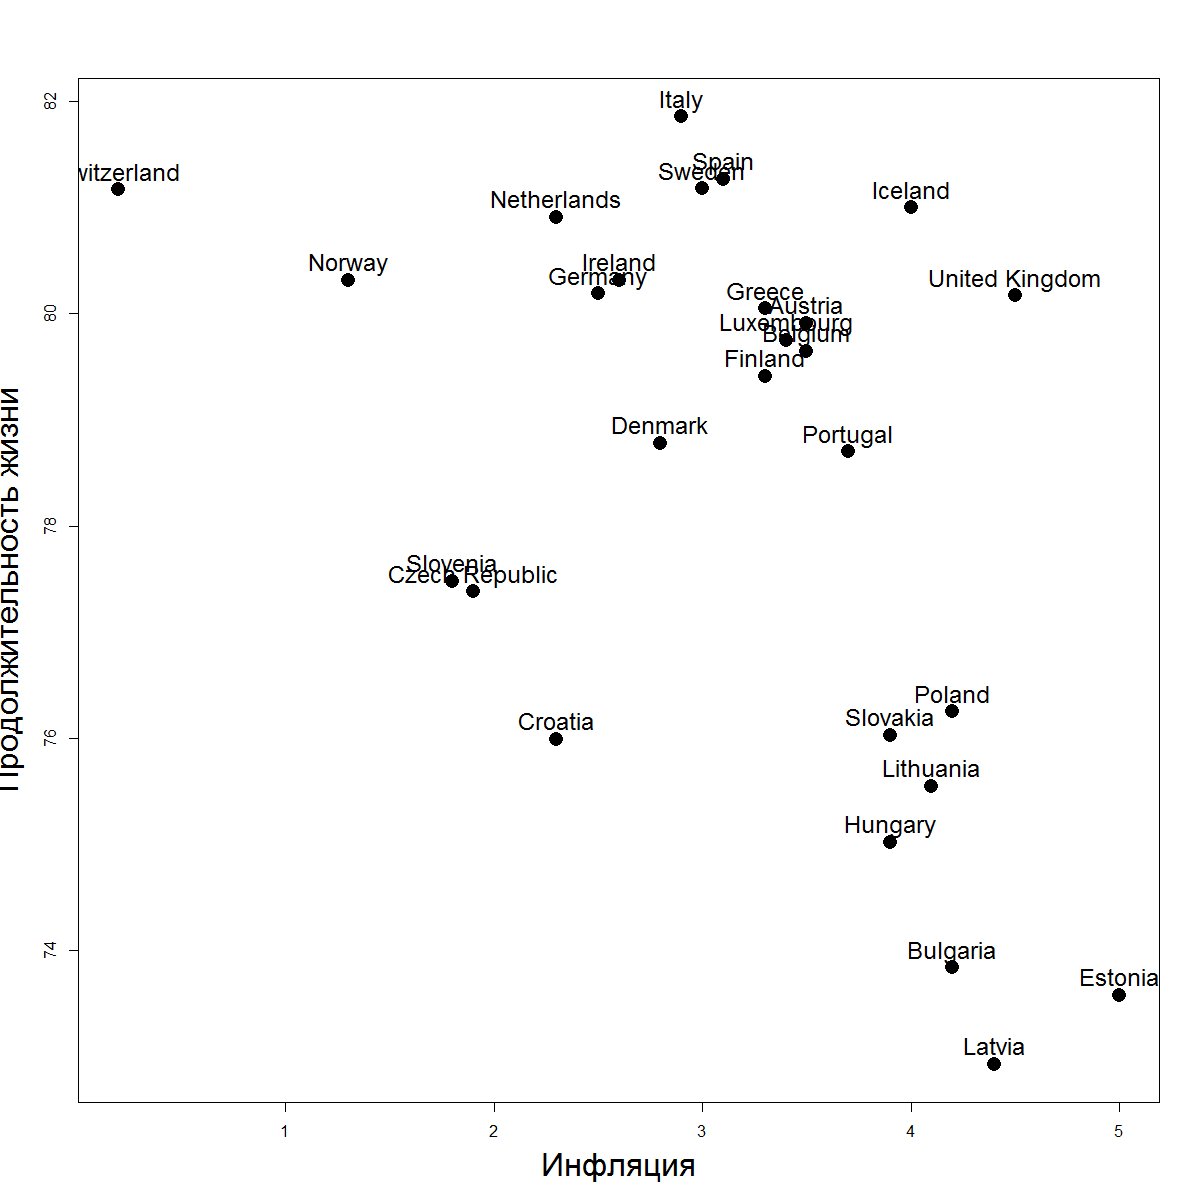 Italy
Spain
Sweden
witzerland
Iceland
Netherlands
Norway
Ireland
Germany
United Kingdom
Greece
Austria
Luxembourg
Belgium
Finland
Denmark
Portugal
Slovenia
Czech Republic
Poland
Slovakia
Croatia
Lithuania
Hungary
Bulgaria
Estonia
Latvia
82
80
78
76
74
Продолжительность жизни
1 2 3 4 5
Инфляция